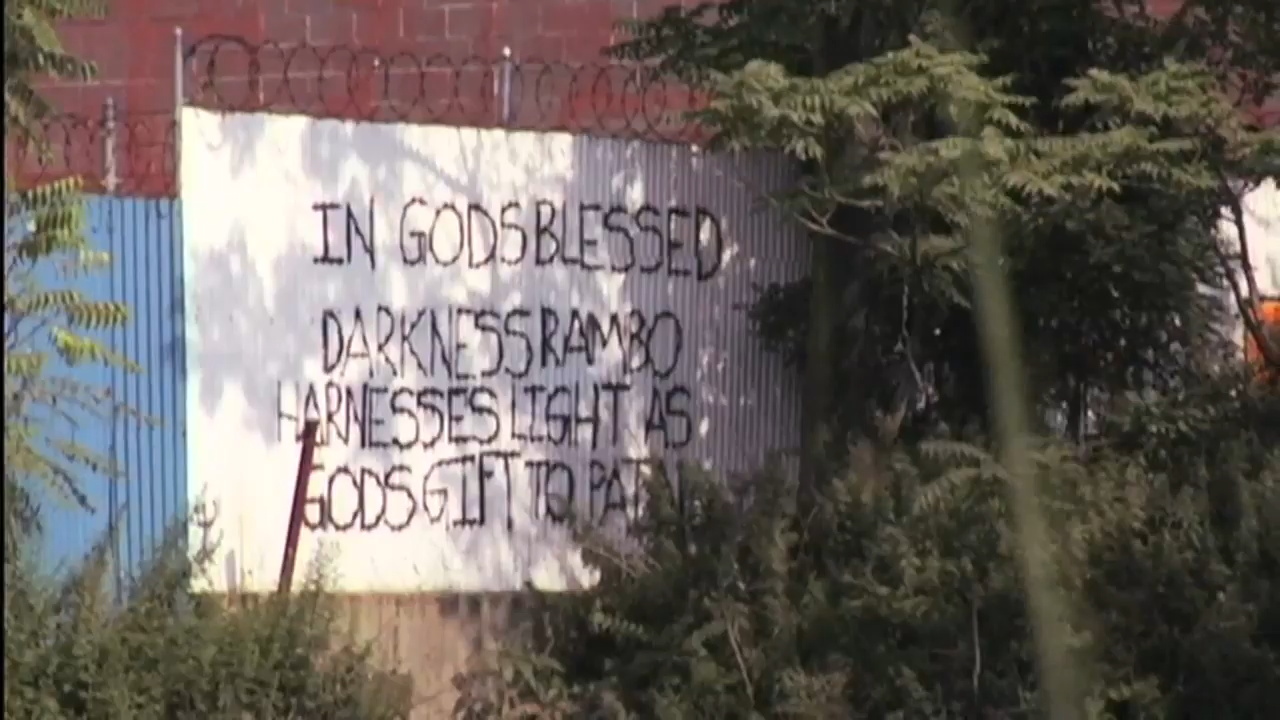 IN GODS BLESSED
DARKNESS RAMBO
HARNESSES LIGHT AS
GODS GIFT TO